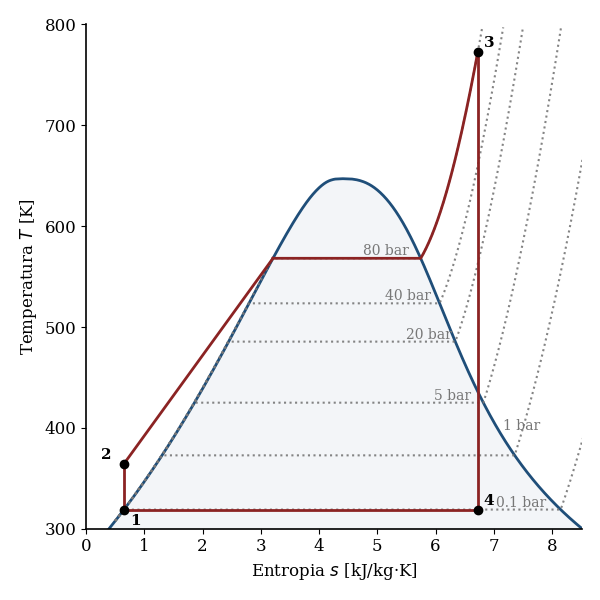 800
700
600
500
400
300
Temperatura T [K]
0 1 2 3 4 5 6 7 8
Entropia s [kJ/kg·K]
3
80 bar
40 bar
20 bar
5 bar
1 bar
2
4
0.1 bar
1